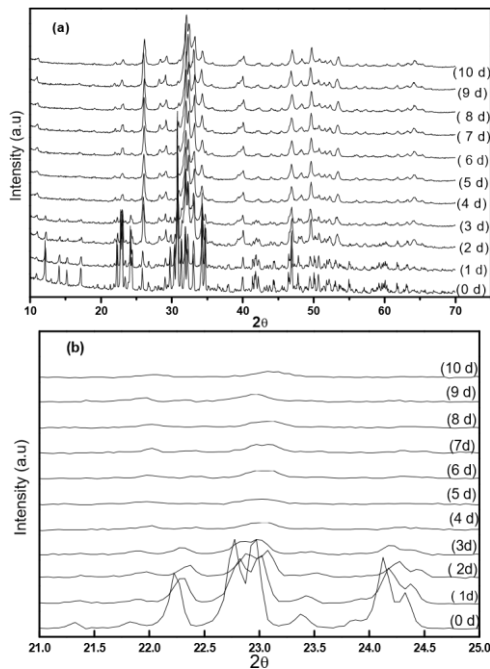 (a)
Intensity (a.u)
(10 d)
(9 d)
( 8 d)
( 7 d)
( 6 d)
(5 d)
(4 d)
( 3 d)
( 2 d)
(1 d)
(0 d)
10 20 30 40 50 60 70
2θ
(b)
Intensity (a.u)
(10 d)
(9 d)
(8 d)
(7d)
(6 d)
(5 d)
(4 d)
(3d)
( 2d)
( 1d)
(0 d)
21.0 21.5 22.0 22.5 23.0 23.5 24.0 24.5 25.0
2θ